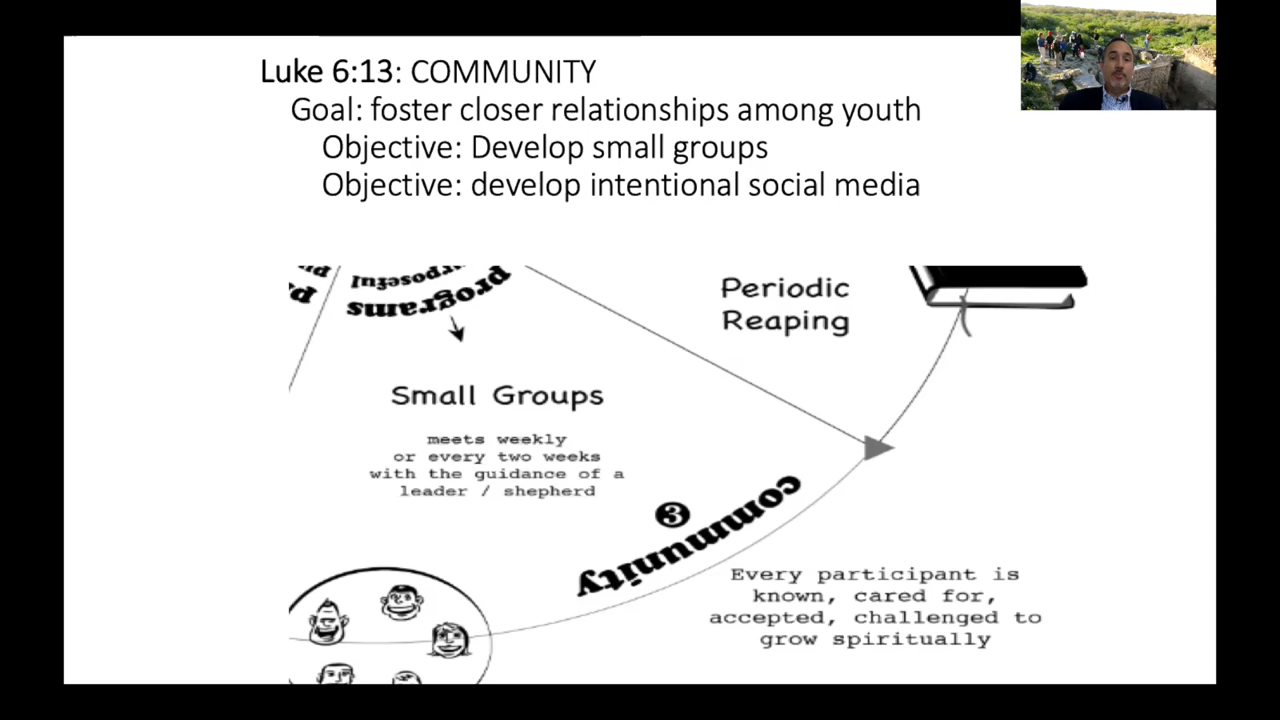 Luke 6:13: COMMUNITY
Goal: foster closer relationships among youth
Objective: Develop small groups
Objective: develop intentional social media
programs
Periodic
Reaping
Small Groups
meets weekly
or every two weeks
with the guidance of a
leader / shepherd
3
community
Every participant is
known, cared for,
accepted, challenged to
grow spiritually